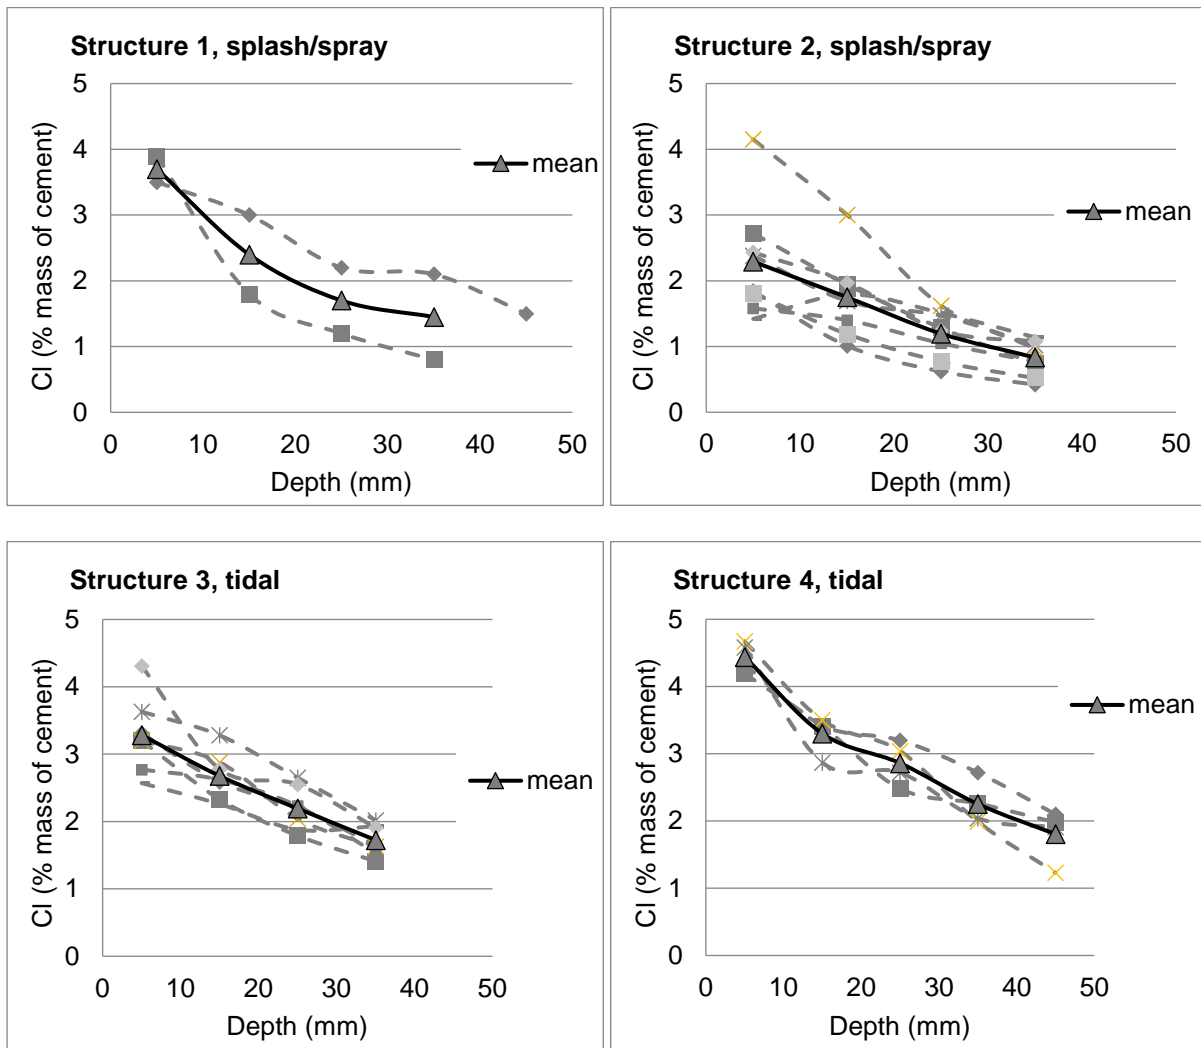 Structure 1, splash/spray
5
4
3
2
1
0
0 10 20 30 40 50
Cl (% mass of cement)
Depth (mm)
mean
Structure 2, splash/spray
5
4
3
2
1
0
0 10 20 30 40 50
Cl (% mass of cement)
Depth (mm)
mean
Structure 3, tidal
5
4
3
2
1
0
0 10 20 30 40 50
Cl (% mass of cement)
Depth (mm)
mean
Structure 4, tidal
5
4
3
2
1
0
0 10 20 30 40 50
Cl (% mass of cement)
Depth (mm)
mean